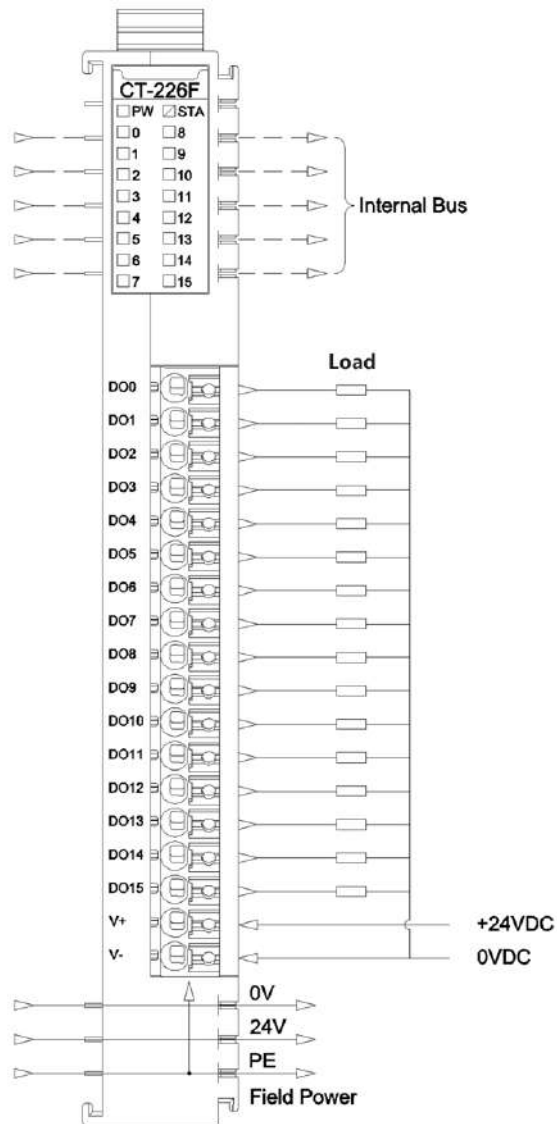 CT-226F
PW STA
0 8
1 9
2 10
3 11
4 12
5 13
6 14
7 15
Internal Bus
Load
DO0
DO1
DO2
DO3
DO4
DO5
DO6
DO7
DO8
DO9
DO10
DO11
DO12
DO13
DO14
DO15
V+ +24VDC
V- 0VDC
0V
24V
PE
Field Power